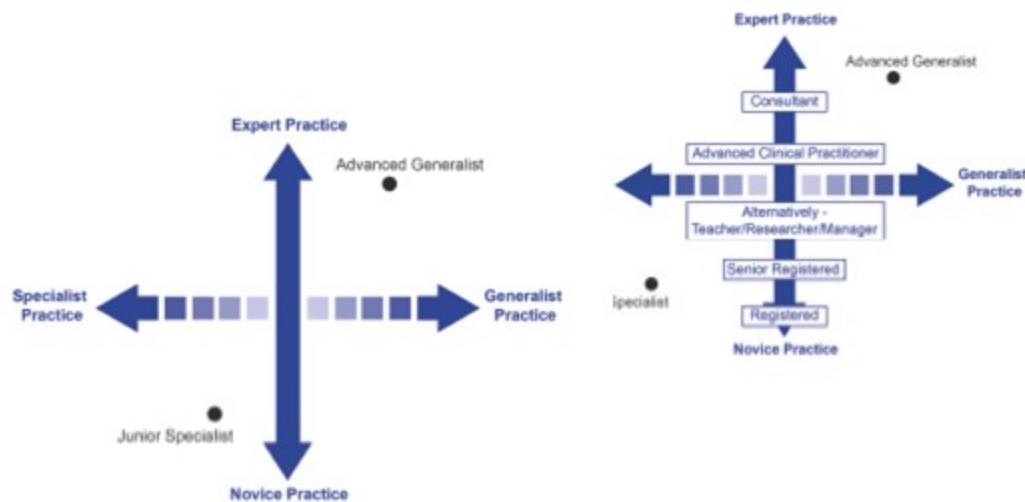 Expert Practice
Advanced Generalist
Specialist
Practice
Generalist
Practice
Junior Specialist
Novice Practice
Expert Practice
Advanced Generalist
Consultant
Advanced Clinical Practitioner
Generalist
Practice
Alternatively -
Teacher/Researcher/Manager
Senior Registered
pecialist
Registered
Novice Practice